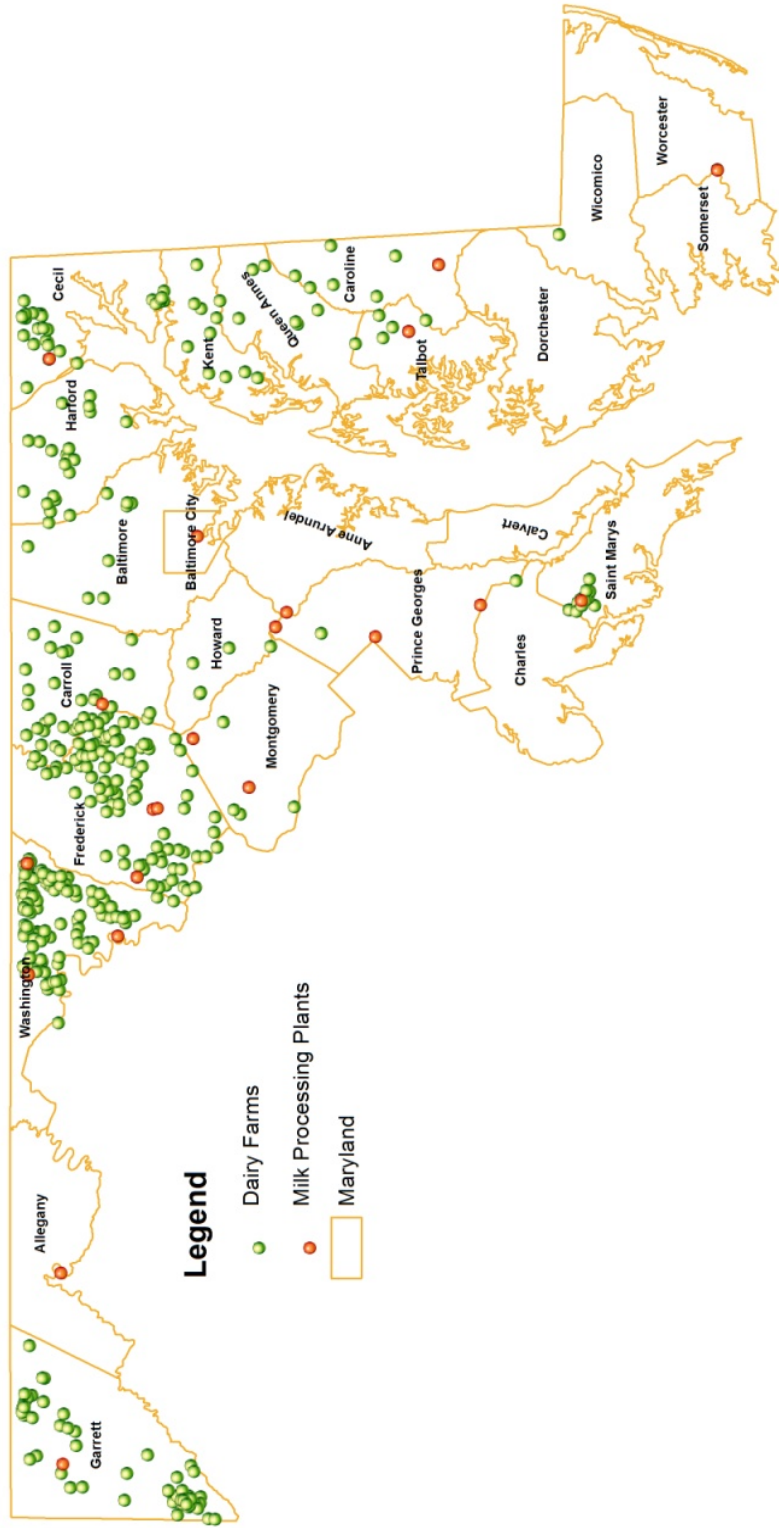 Garrett
Allegany
Washington
Frederick
Carroll
Baltimore
Harford
Cecil
Baltimore City
Howard
Montgomery
Kent
Queen Annes
Anne Arundel
Caroline
Talbot
Prince Georges
Calvert
Charles
Saint Marys
Dorchester
Wicomico
Worcester
Somerset
Legend
Dairy Farms
Milk Processing Plants
Maryland